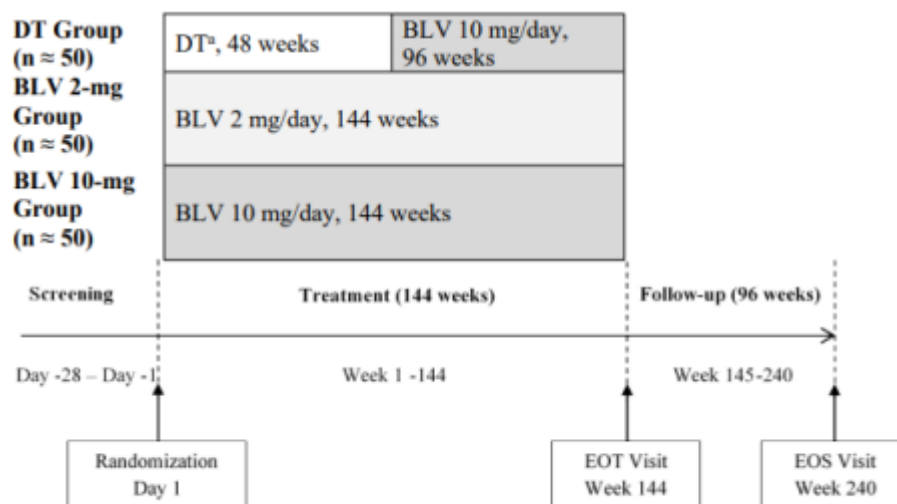 DT Group
(n ≈ 50)
DTª, 48 weeks
BLV 10 mg/day,
96 weeks
BLV 2-mg
Group
(n ≈ 50)
BLV 2 mg/day, 144 weeks
BLV 10-mg
Group
(n ≈ 50)
BLV 10 mg/day, 144 weeks
Screening
Treatment (144 weeks)
Follow-up (96 weeks)
Day -28 – Day -1
Week 1 -144
Week 145-240
Randomization
Day 1
EOT Visit
Week 144
EOS Visit
Week 240